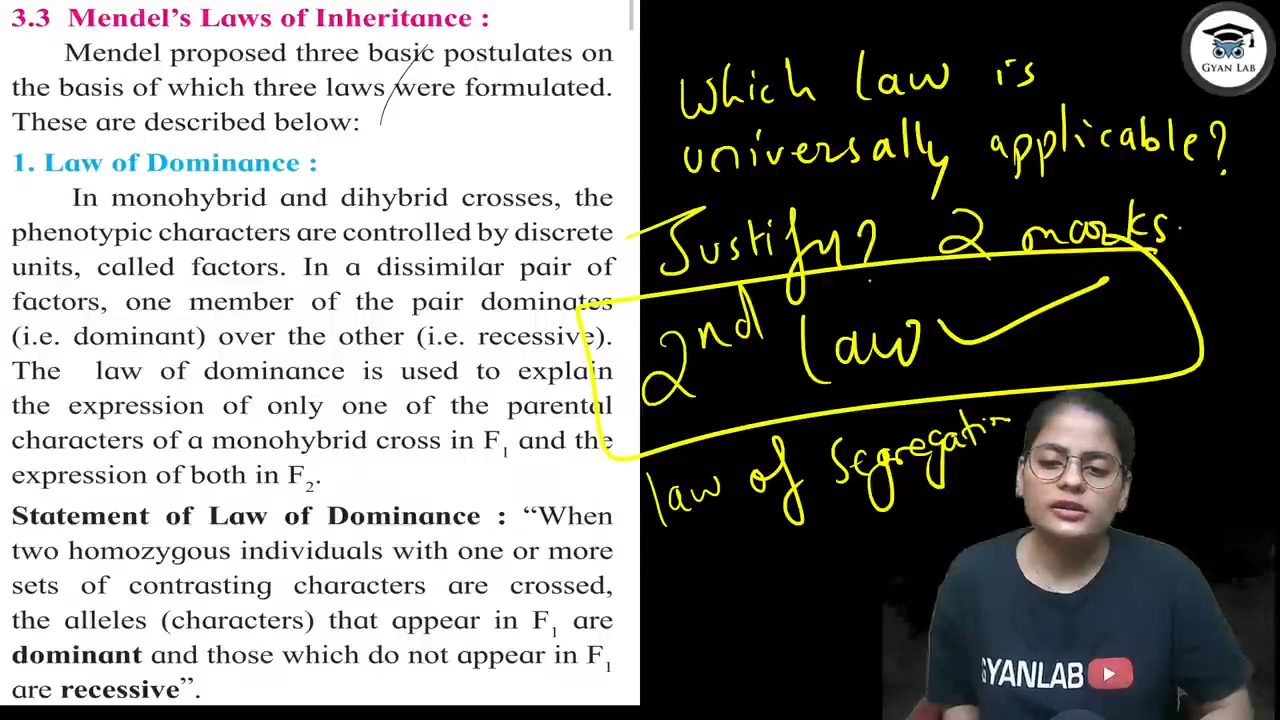 3.3 Mendel's Laws of Inheritance :
Mendel proposed three basic postulates on
the basis of which three laws were formulated.
These are described below:
1. Law of Dominance :
In monohybrid and dihybrid crosses, the
phenotypic characters are controlled by discrete
units, called factors. In a dissimilar pair of
factors, one member of the pair dominates
(i.e. dominant) over the other (i.e. recessive).
The law of dominance is used to explain
the expression of only one of the parental
characters of a monohybrid cross in F1 and the
expression of both in F2.
Statement of Law of Dominance : “When
two homozygous individuals with one or more
sets of contrasting characters are crossed,
the alleles (characters) that appear in F1 are
dominant and those which do not appear in F1
are recessive”.
Which law is
universally applicable?
Justify? 2 marks.
2nd law
law of Segregation
GYAN LAB
GYANLAB